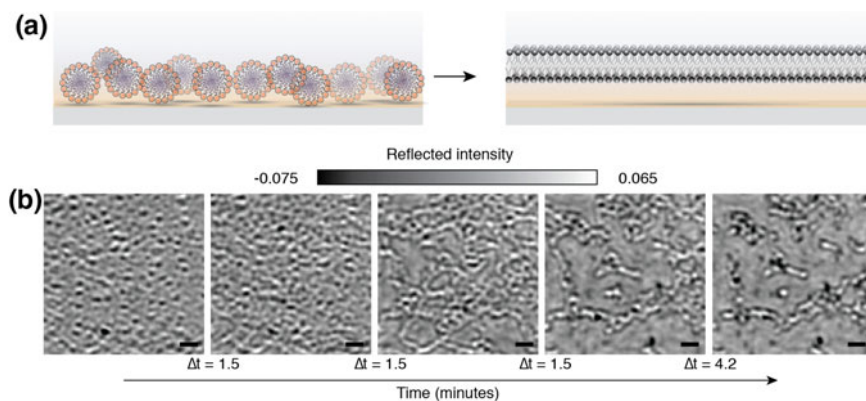 (a)
Reflected intensity
-0.075 0.065
(b)
Δt = 1.5 Δt = 1.5 Δt = 1.5 Δt = 4.2
Time (minutes)